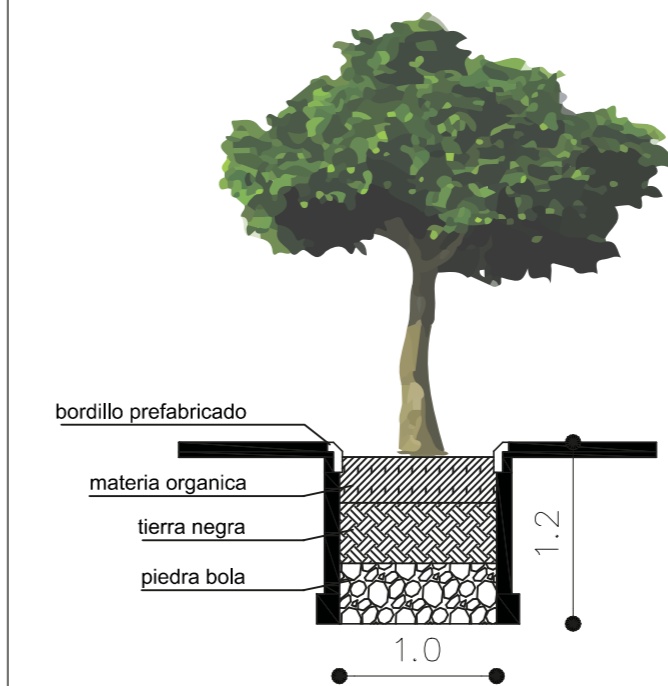 bordillo prefabricado
materia organica
tierra negra
piedra bola
1.2
1.0